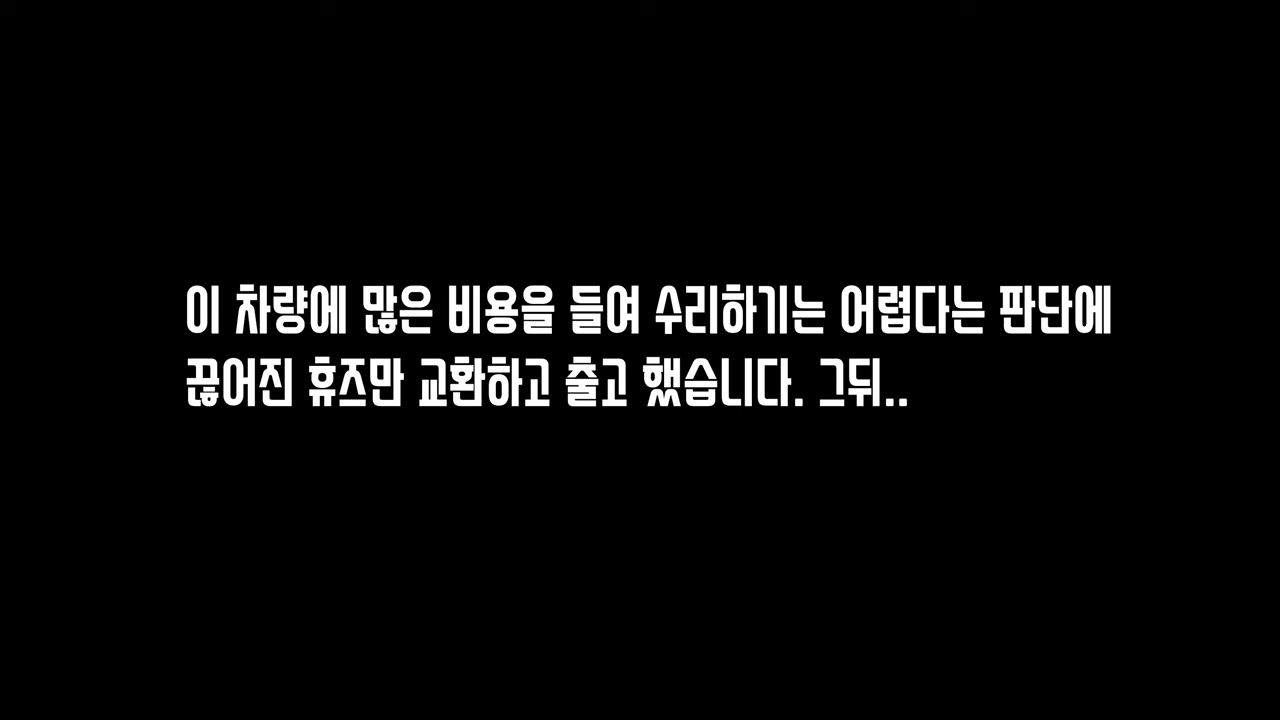 이 차량에 많은 비용을 들여 수리하기는 어렵다는 판단에
끊어진 휴즈만 교환하고 출고 했습니다. 그뒤..